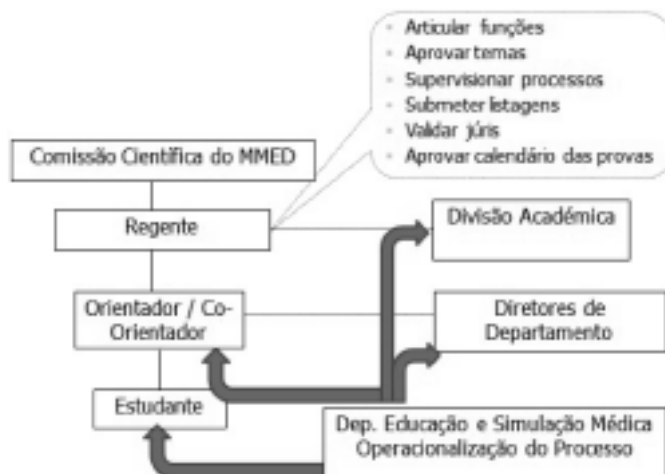 Articular funções
Aprovar temas
Supervisionar processos
Submeter listagens
Validar júris
Aprovar calendário das provas
Comissão Científica do MMED
Regente
Divisão Académica
Orientador / Co-
Orientador
Diretores de
Departamento
Estudante
Dep. Educação e Simulação Médica
Operacionalização do Processo